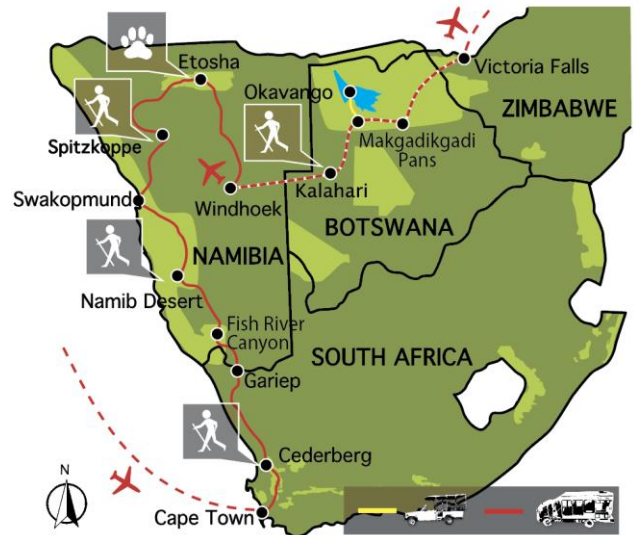 Etosha
Okavango
Victoria Falls
ZIMBABWE
Spitzkoppe
Makgadikgadi
Pans
Kalahari
Swakopmund
Windhoek
BOTSWANA
NAMIBIA
Namib Desert
Fish River
Canyon
SOUTH AFRICA
Gariep
Cederberg
N
Cape Town